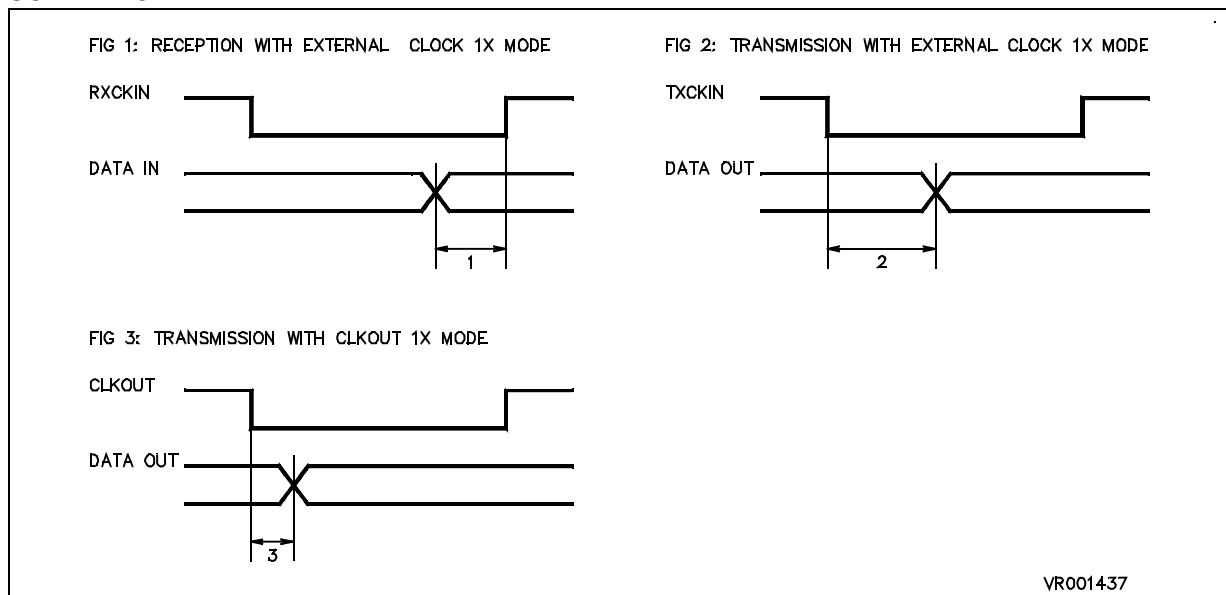 FIG 1: RECEPTION WITH EXTERNAL CLOCK 1X MODE
RXCKIN
DATA IN
1
FIG 2: TRANSMISSION WITH EXTERNAL CLOCK 1X MODE
TXCKIN
DATA OUT
2
FIG 3: TRANSMISSION WITH CLKOUT 1X MODE
CLKOUT
DATA OUT
3
VR001437